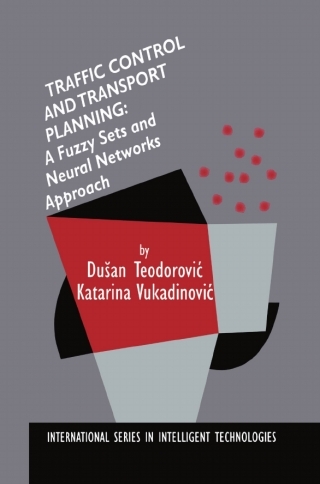 TRAFFIC CONTROL
AND TRANSPORT
PLANNING:
A Fuzzy Sets and
Neural Networks
Approach
by
Dušan Teodorović
Katarina Vukadinović
INTERNATIONAL SERIES IN INTELLIGENT TECHNOLOGIES